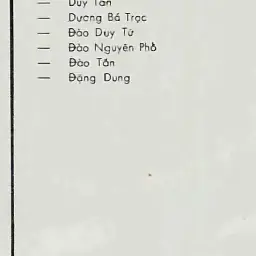 — Duy Tân
— Dương Bá Trạc
— Đào Duy Từ
— Đào Nguyên Phổ
— Đào Tấn
— Đặng Dung